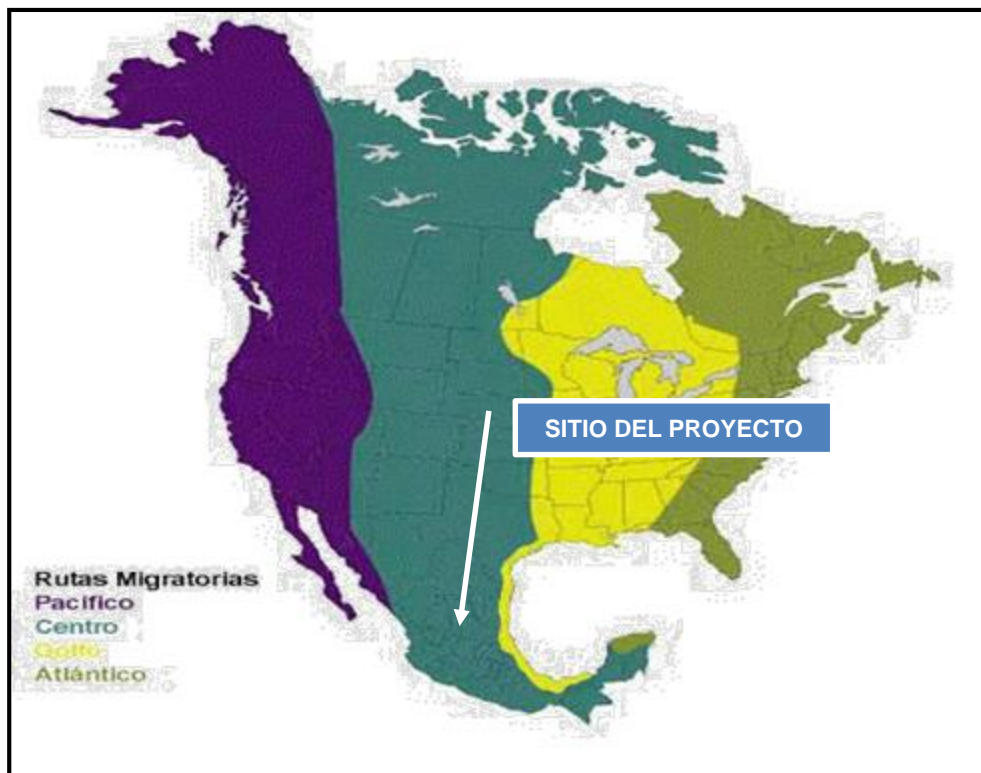 SITIO DEL PROYECTO
Rutas Migratorias
Pacifico
Centro
Golfo
Atlántico